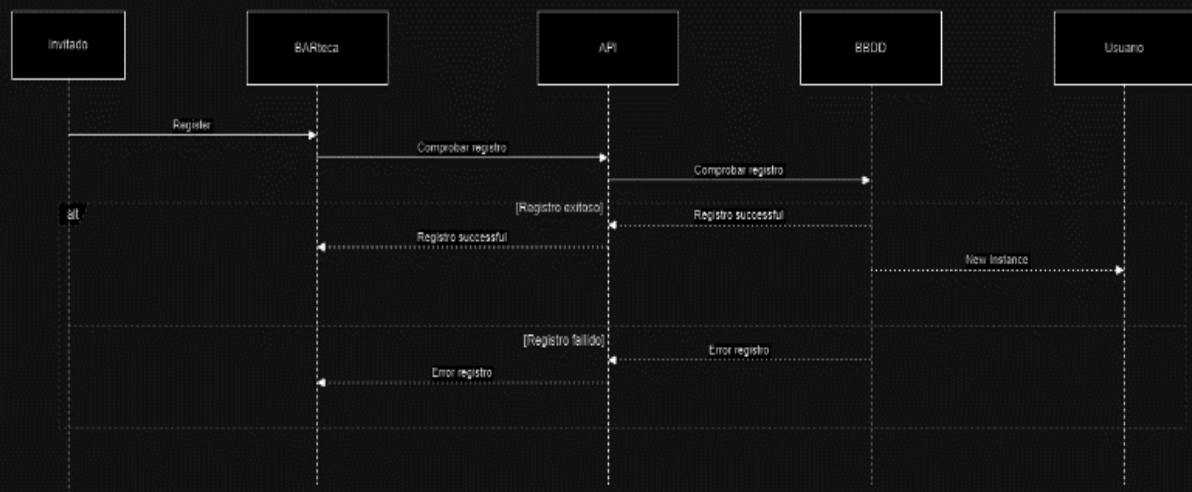 Invitado
BARteca
API
BBDD
Usuario
Register
Comprobar registro
Comprobar registro
alt
[Registro exitoso]
Registro successful
Registro successful
New Instance
[Registro fallido]
Error registro
Error registro